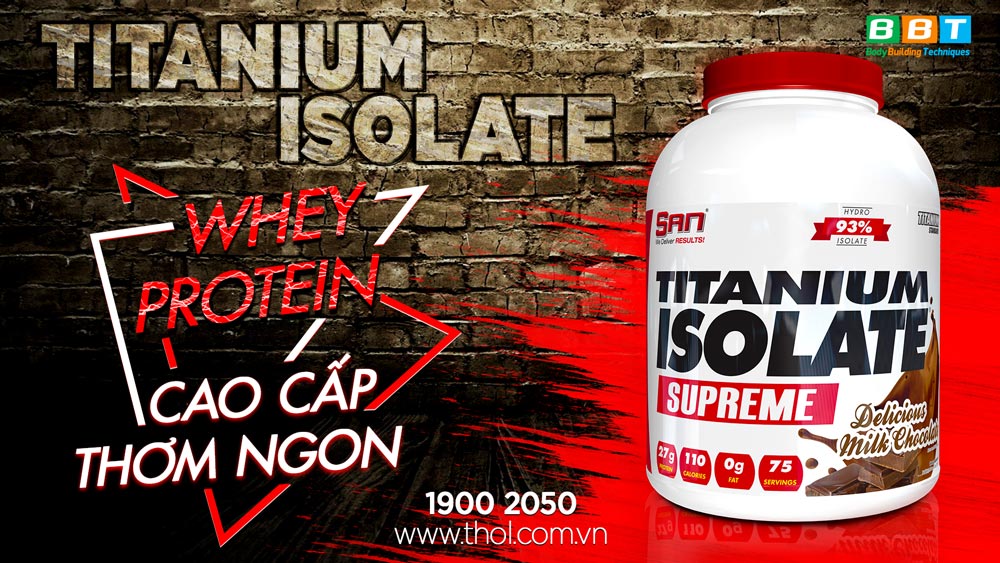 TITANIUM
ISOLATE
BBT
BodyBuilding Techniques
WHEY
PROTEIN
CAO CẤP
THƠM NGON
SAN®
We Deliver RESULTS!
HYDRO
93%
ISOLATE
TITANIUM
TITANIUM
ISOLATE
SUPREME
Delicious
Milk Chocolate
27g
PROTEIN
110
CALORIES
0g
FAT
75
SERVINGS
1900 2050
www.thol.com.vn